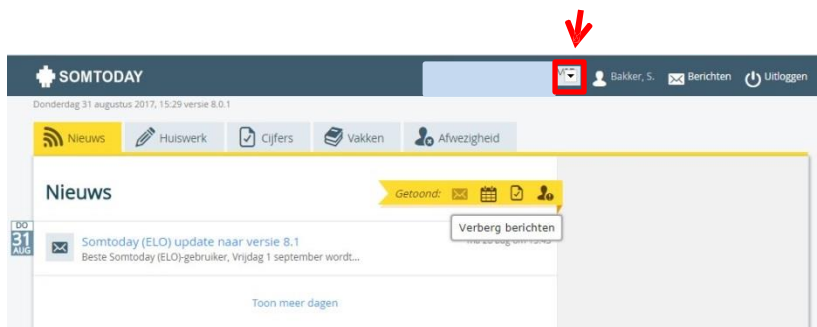 SOMTODAY
Bakker, S.
Berichten
Uitloggen
Donderdag 31 augustus 2017, 15:29 versie 8.0.1
Nieuws
Huiswerk
Cijfers
Vakken
Afwezigheid
Nieuws
Getoond:
Verberg berichten
DO
31
AUG
Somtoday (ELO) update naar versie 8.1
Beste Somtoday (ELO)-gebruiker, Vrijdag 1 september wordt...
Toon meer dagen